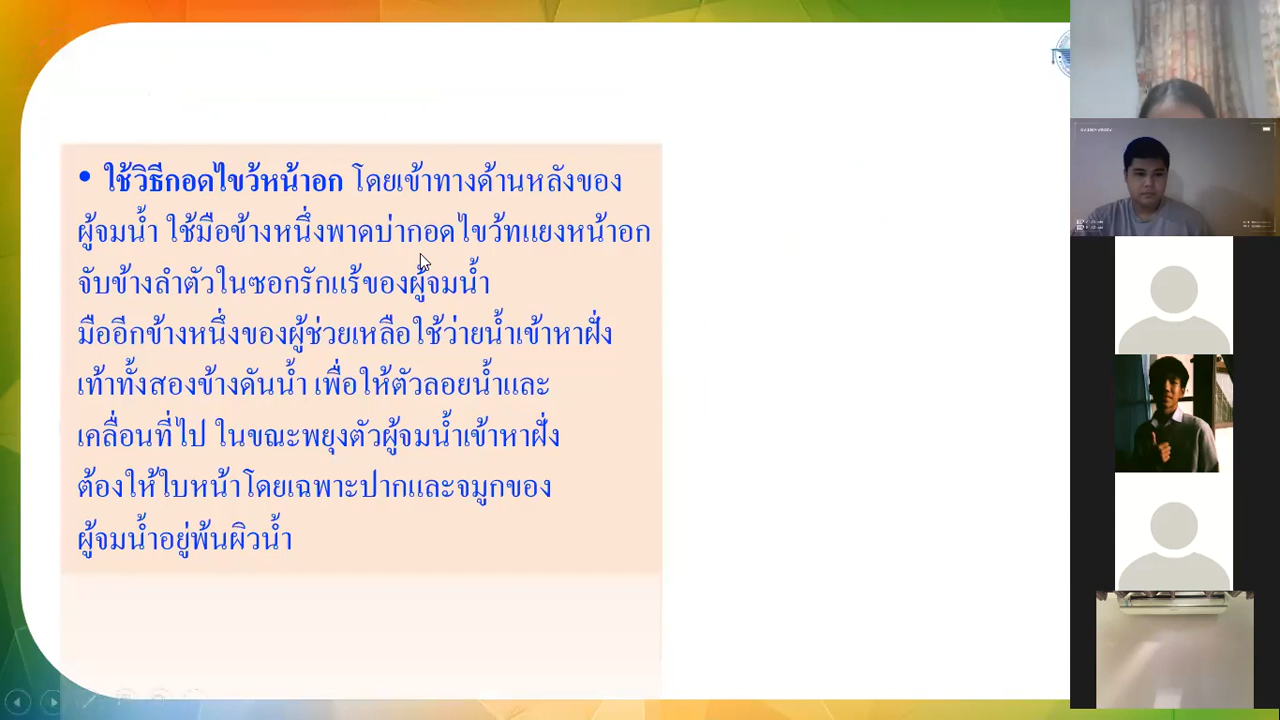 • ใช้วิธีกอดไขว้หน้าอก โดยเข้าทางด้านหลังของ
ผู้จมน้ำ ใช้มือข้างหนึ่งพาดบ่ากอดไขว้ทแยงหน้าอก
จับข้างลำตัวในซอกรักแร้ของผู้จมน้ำ
มืออีกข้างหนึ่งของผู้ช่วยเหลือใช้ว่ายน้ำเข้าหาฝั่ง
เท้าทั้งสองข้างดันน้ำ เพื่อให้ตัวลอยน้ำและ
เคลื่อนที่ไป ในขณะพยุงตัวผู้จมน้ำเข้าหาฝั่ง
ต้องให้ใบหน้าโดยเฉพาะปากและจมูกของ
ผู้จมน้ำอยู่พ้นผิวน้ำ